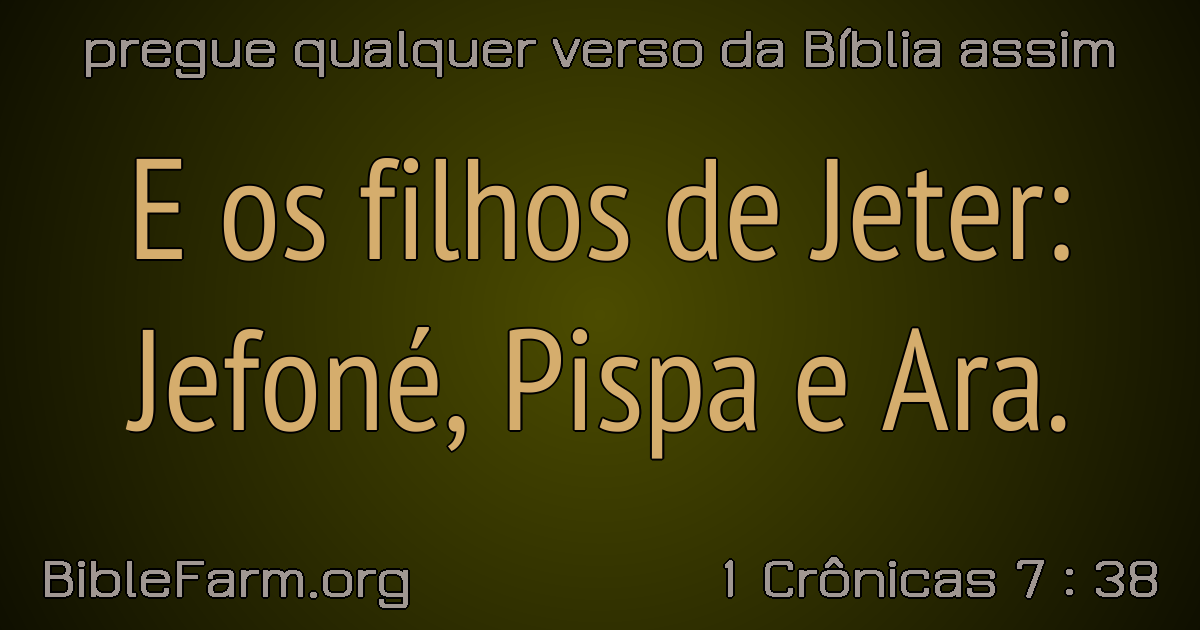 pregue qualquer verso da Bíblia assim
E os filhos de Jeter:
Jefoné, Pispa e Ara.
BibleFarm.org
1 Crônicas 7 : 38